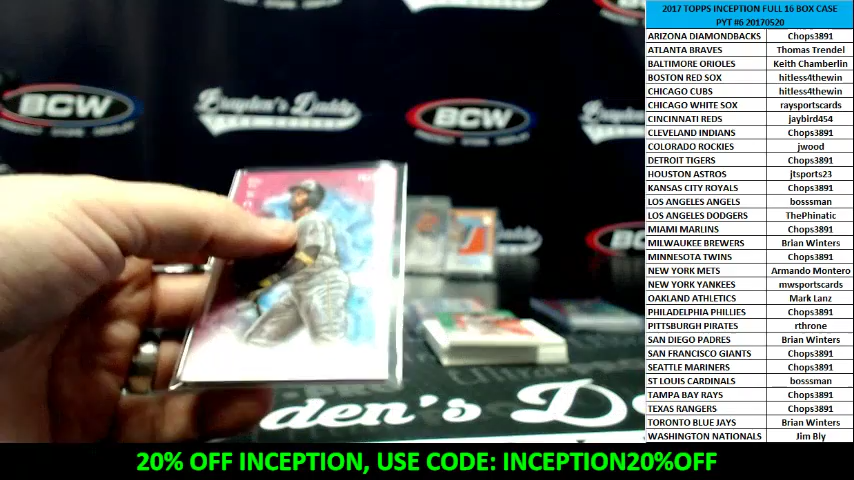 2017 TOPPS INCEPTION FULL 16 BOX CASE
PYT #6 20170520
ARIZONA DIAMONDBACKS Chops3891
ATLANTA BRAVES Thomas Trendel
BALTIMORE ORIOLES Keith Chamberlin
BOSTON RED SOX hitless4thewin
CHICAGO CUBS hitless4thewin
CHICAGO WHITE SOX raysportscards
CINCINNATI REDS jaybird454
CLEVELAND INDIANS Chops3891
COLORADO ROCKIES jwood
DETROIT TIGERS Chops3891
HOUSTON ASTROS jtsports23
KANSAS CITY ROYALS Chops3891
LOS ANGELES ANGELS bosssman
LOS ANGELES DODGERS ThePhinatic
MIAMI MARLINS Chops3891
MILWAUKEE BREWERS Brian Winters
MINNESOTA TWINS Chops3891
NEW YORK METS Armando Montero
NEW YORK YANKEES mwsportscards
OAKLAND ATHLETICS Mark Lanz
PHILADELPHIA PHILLIES Chops3891
PITTSBURGH PIRATES rthrone
SAN DIEGO PADRES Brian Winters
SAN FRANCISCO GIANTS Chops3891
SEATTLE MARINERS Chops3891
ST LOUIS CARDINALS bosssman
TAMPA BAY RAYS Chops3891
TEXAS RANGERS Chops3891
TORONTO BLUE JAYS Brian Winters
WASHINGTON NATIONALS Jim Bly
BCW
Brayden's Daddy
BCW
den's D
20% OFF INCEPTION, USE CODE: INCEPTION20%OFF